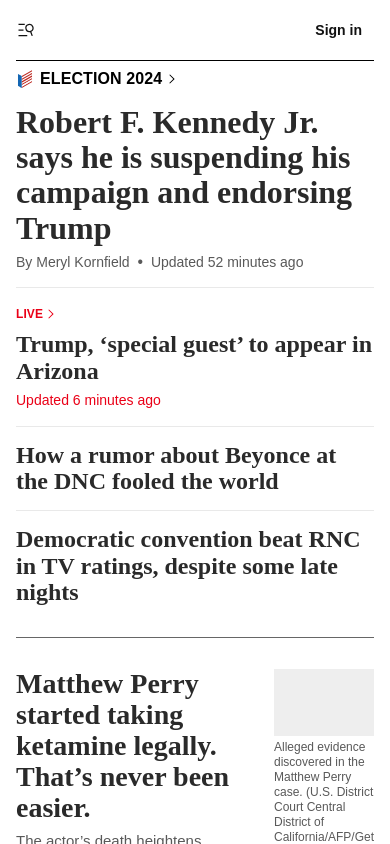 Sign in
ELECTION 2024
Robert F. Kennedy Jr.
says he is suspending his
campaign and endorsing
Trump
By Meryl Kornfield • Updated 52 minutes ago
LIVE
Trump, ‘special guest’ to appear in
Arizona
Updated 6 minutes ago
How a rumor about Beyonce at
the DNC fooled the world
Democratic convention beat RNC
in TV ratings, despite some late
nights
Matthew Perry
started taking
ketamine legally.
That’s never been
easier.
The actor’s death heightens
Alleged evidence
discovered in the
Matthew Perry
case. (U.S. District
Court Central
District of
California/AFP/Get